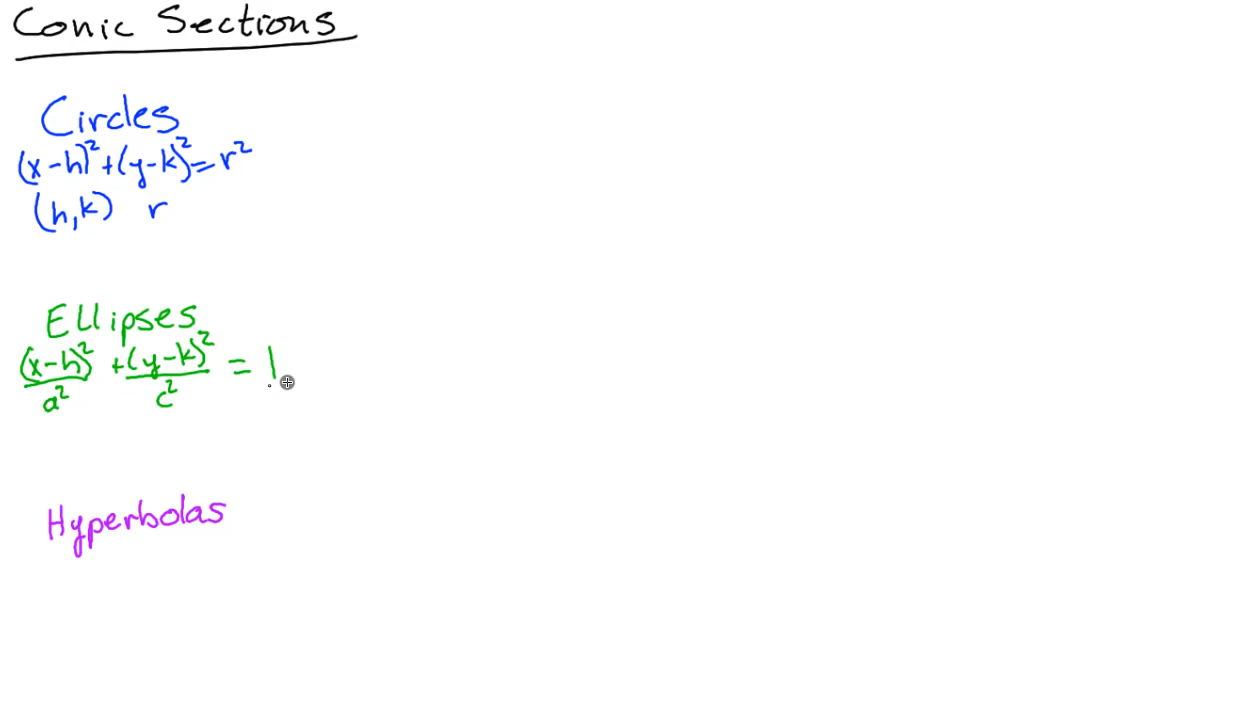 Conic Sections
Circles
(x-h)²+(y-k)²=r²
(h,k) r
Ellipses
(x-h)²/a² + (y-k)²/c² = 1
Hyperbolas